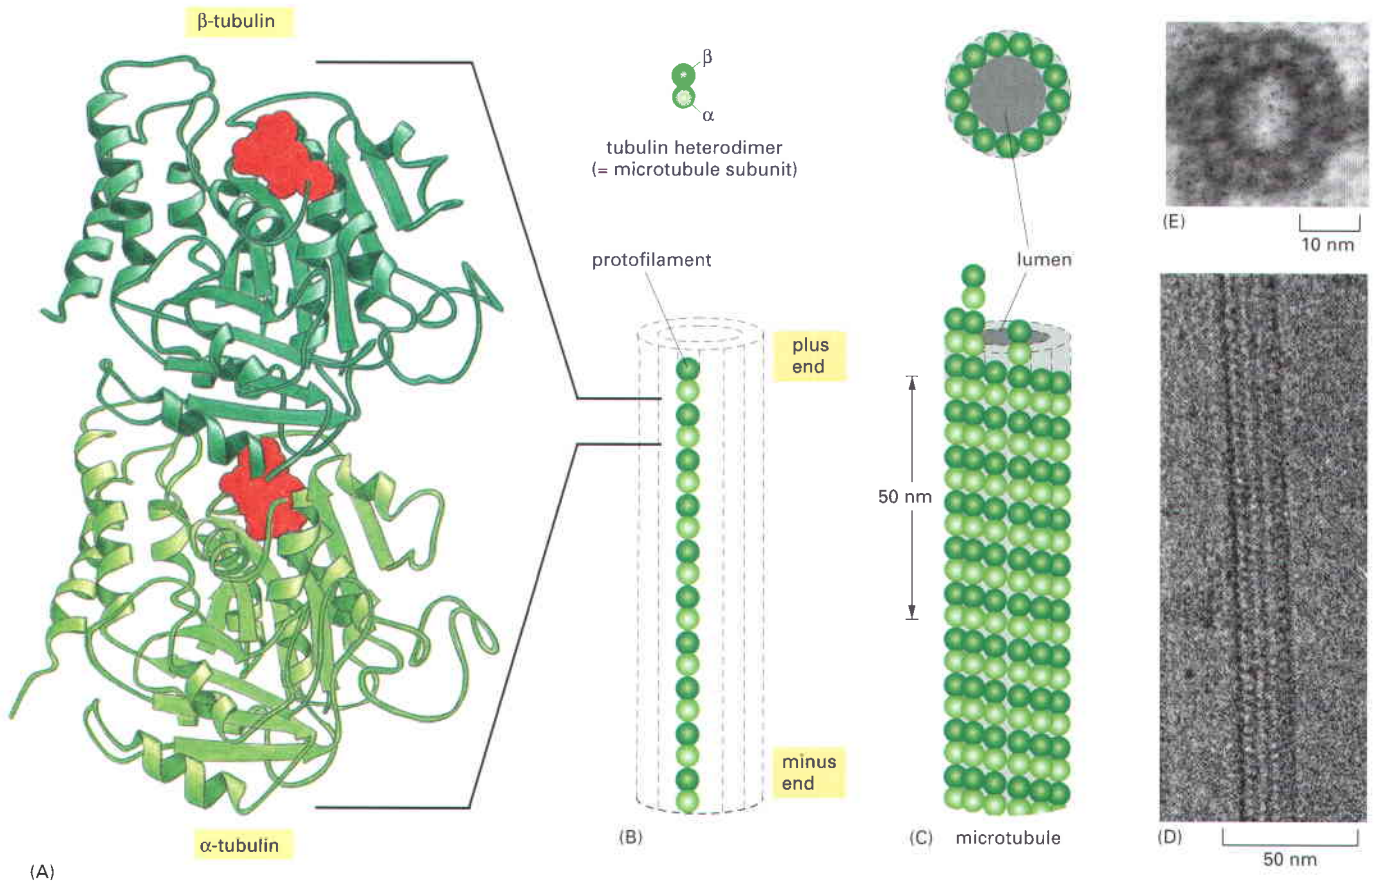 β-tubulin
α-tubulin
(A)
β
α
tubulin heterodimer
(= microtubule subunit)
protofilament
plus
end
minus
end
(B)
lumen
50 nm
(C)
microtubule
(E)
10 nm
(D)
50 nm